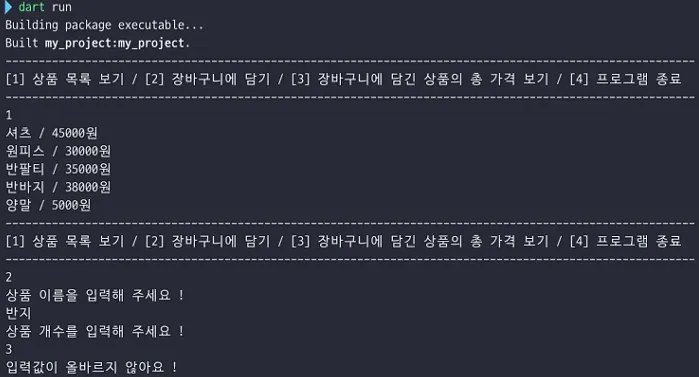 dart run
Building package executable...
Built my_project:my_project.
----------------------------------------------------------------------------------------------------
[1] 상품 목록 보기 / [2] 장바구니에 담기 / [3] 장바구니에 담긴 상품의 총 가격 보기 / [4] 프로그램 종료
----------------------------------------------------------------------------------------------------
1
셔츠 / 45000원
원피스 / 30000원
반팔티 / 35000원
반바지 / 38000원
양말 / 5000원
----------------------------------------------------------------------------------------------------
[1] 상품 목록 보기 / [2] 장바구니에 담기 / [3] 장바구니에 담긴 상품의 총 가격 보기 / [4] 프로그램 종료
----------------------------------------------------------------------------------------------------
2
상품 이름을 입력해 주세요 !
반지
상품 개수를 입력해 주세요 !
3
입력값이 올바르지 않아요 !